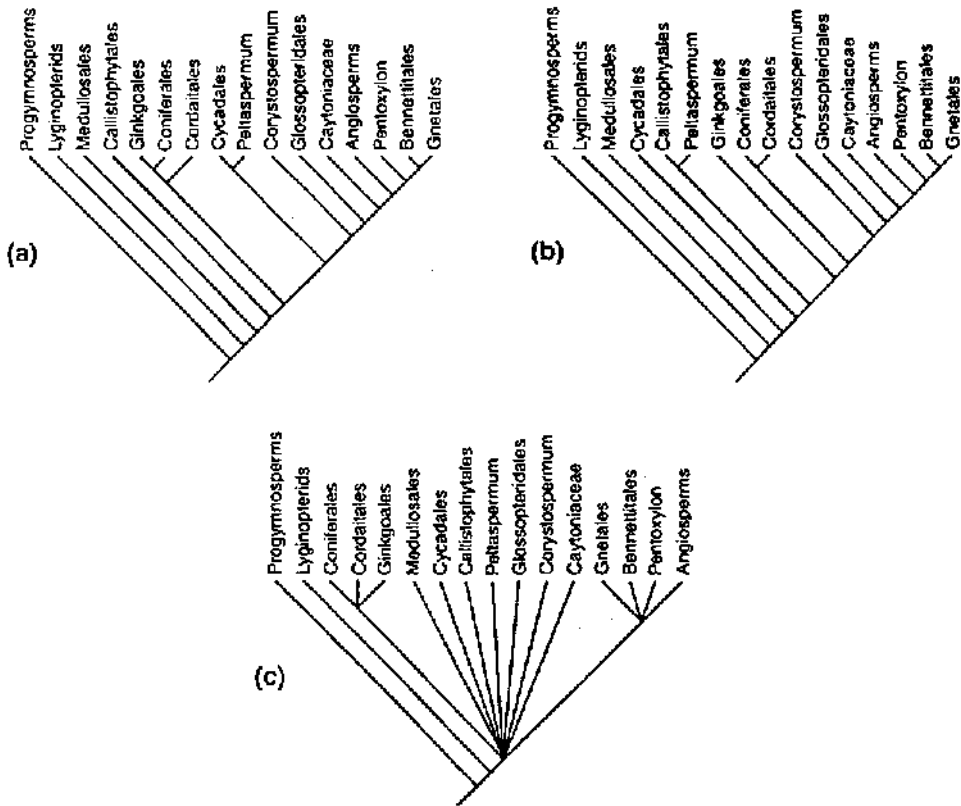 Progymnosperms
Lyginopterids
Medullosales
Callistophytales
Ginkgoales
Coniferales
Cordaitales
Cycadales
Peltaspermum
Corystospermum
Glossopteridales
Caytoniaceae
Angiosperms
Pentoxylon
Bennettitales
Gnetales
(a)
Progymnosperms
Lyginopterids
Medullosales
Cycadales
Callistophytales
Peltaspermum
Ginkgoales
Coniferales
Cordaitales
Corystospermum
Glossopteridales
Caytoniaceae
Angiosperms
Pentoxylon
Bennettitales
Gnetales
(b)
Progymnosperms
Lyginopterids
Coniferales
Cordaitales
Ginkgoales
Medullosales
Cycadales
Callistophytales
Peltaspermum
Glossopteridales
Corystospermum
Caytoniaceae
Gnetales
Bennettitales
Pentoxylon
Angiosperms
(c)